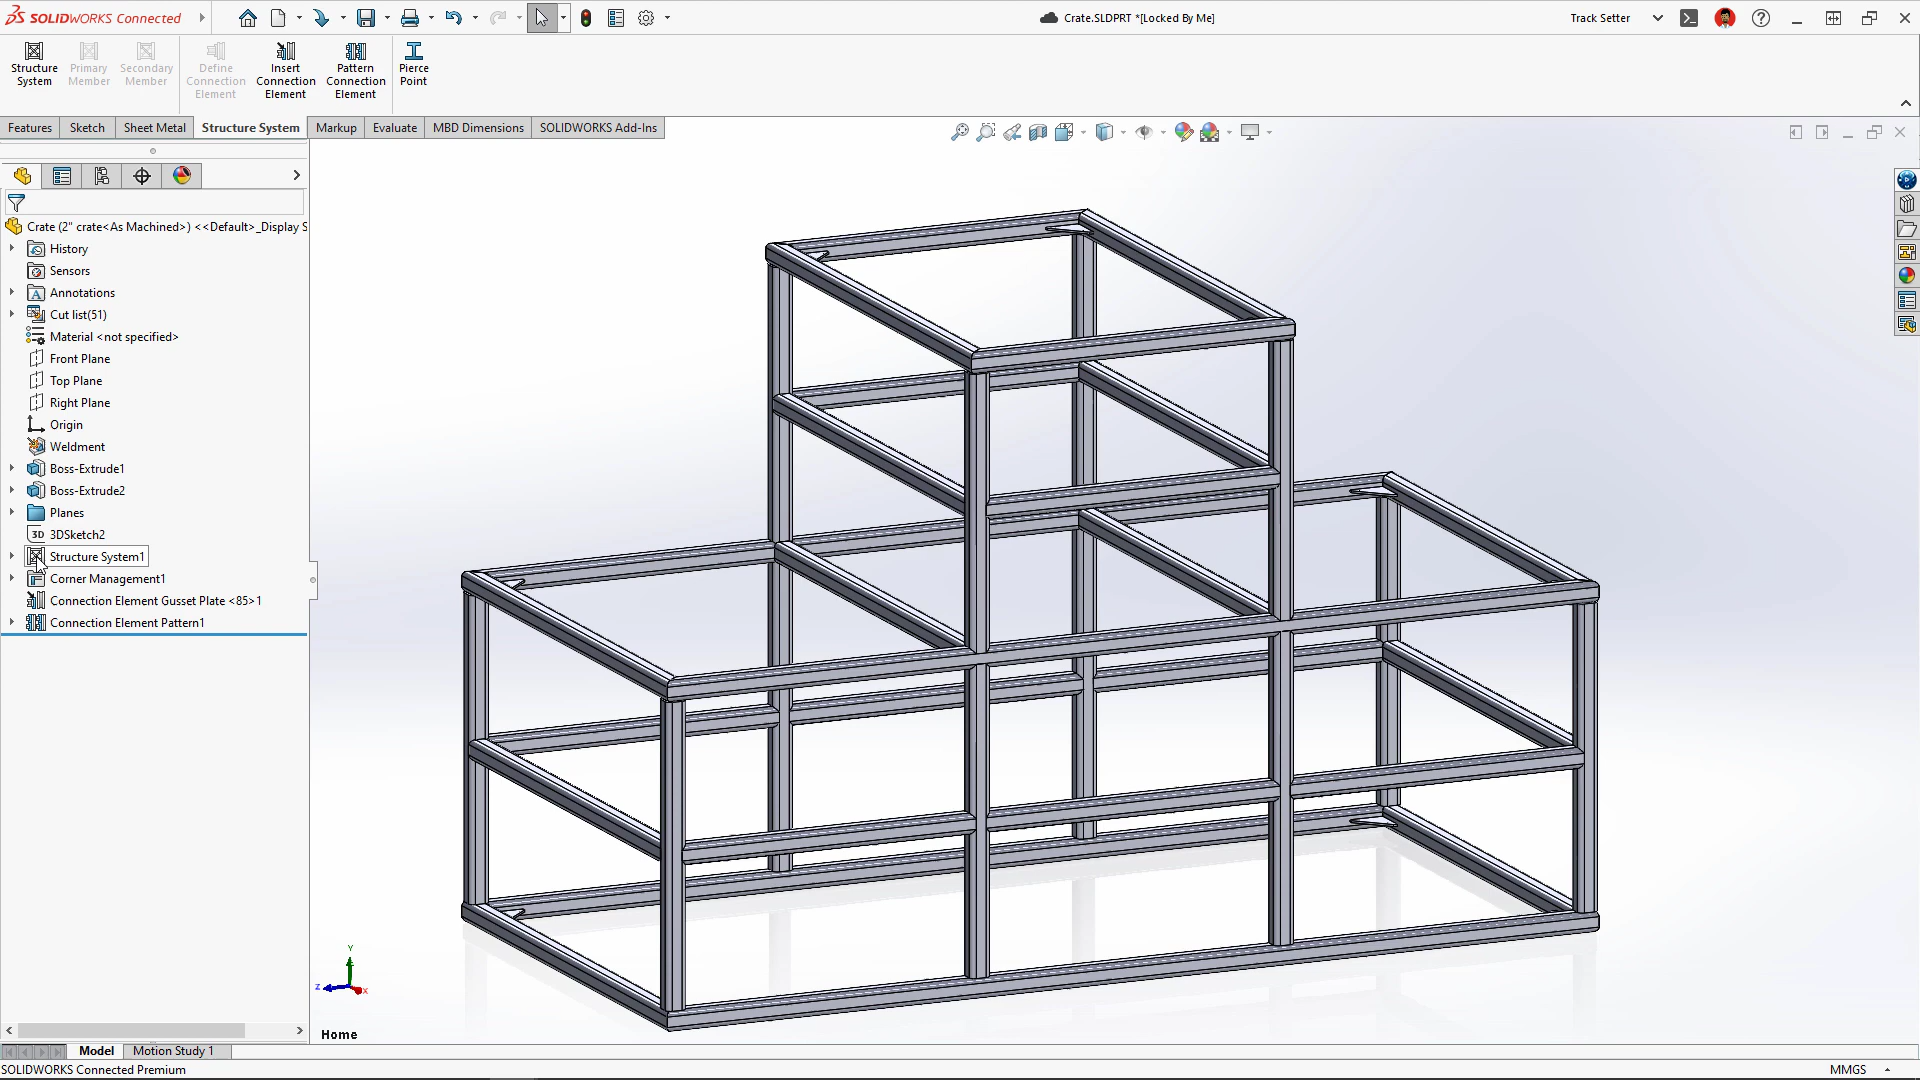 SOLIDWORKS Connected
Crate.SLDPRT *[Locked By Me]
Track Setter
Structure System
Primary Member
Secondary Member
Define Connection Element
Insert Connection Element
Pattern Connection Element
Pierce Point
Features
Sketch
Sheet Metal
Structure System
Markup
Evaluate
MBD Dimensions
SOLIDWORKS Add-Ins
Crate (2" crate<As Machined>) <<Default>_Display S
History
Sensors
Annotations
Cut list(51)
Material <not specified>
Front Plane
Top Plane
Right Plane
Origin
Weldment
Boss-Extrude1
Boss-Extrude2
Planes
3D 3DSketch2
Structure System1
Corner Management1
Connection Element Gusset Plate <85>1
Connection Element Pattern1
Y
Z
X
Home
Model
Motion Study 1
SOLIDWORKS Connected Premium
MMGS